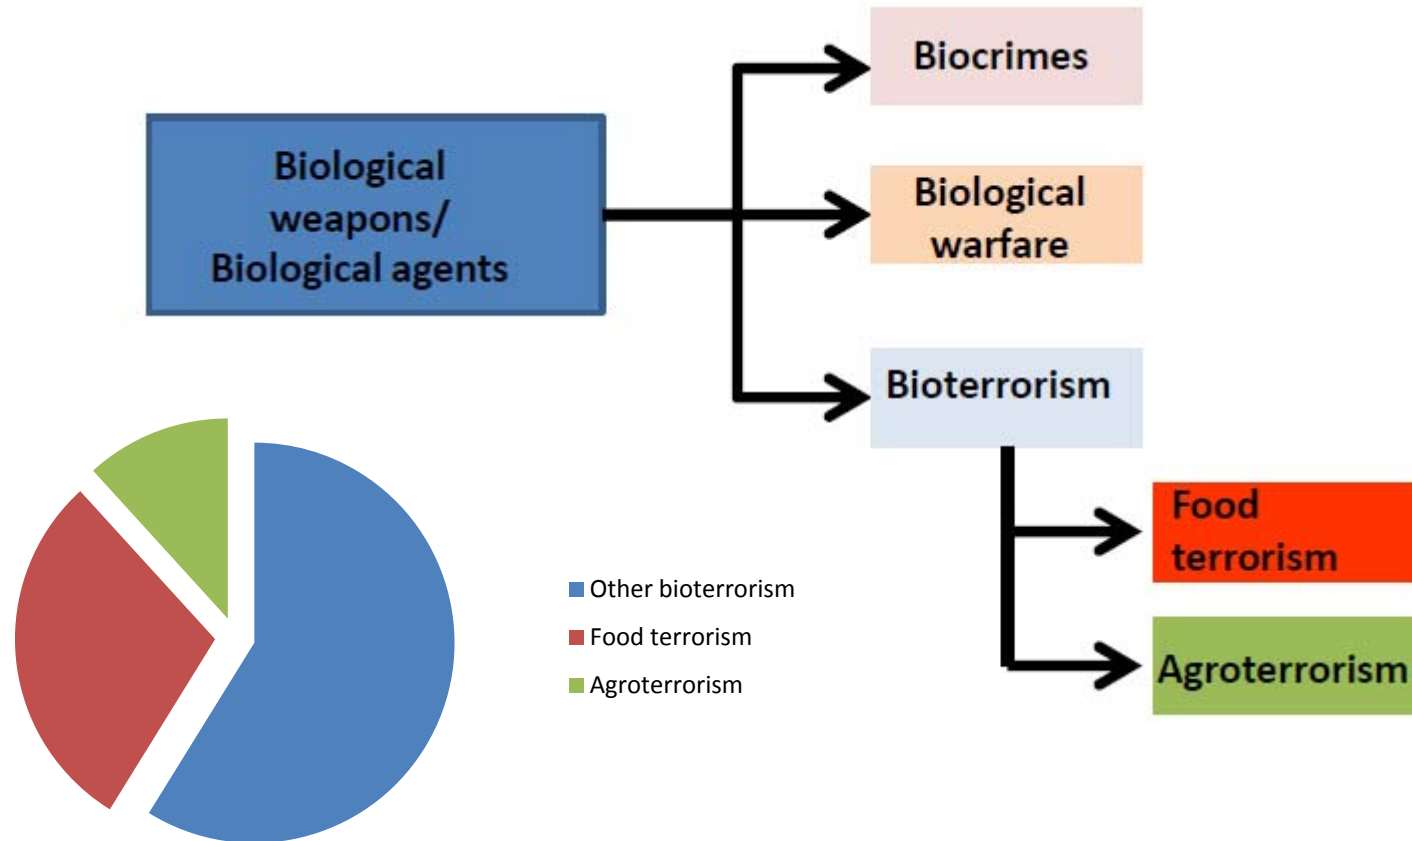 Biocrimes
Biological
weapons/
Biological agents
Biological
warfare
Bioterrorism
Food
terrorism
Agroterrorism
Other bioterrorism
Food terrorism
Agroterrorism